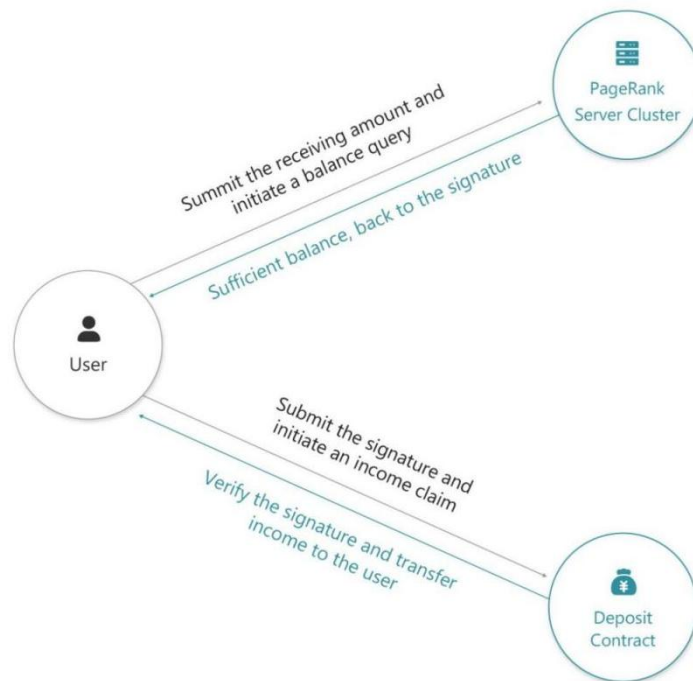 PageRank
Server Cluster
Summit the receiving amount and
initiate a balance query
Sufficient balance, back to the signature
User
Submit the signature and
initiate an income claim
Verify the signature and transfer
income to the user
¥
Deposit
Contract